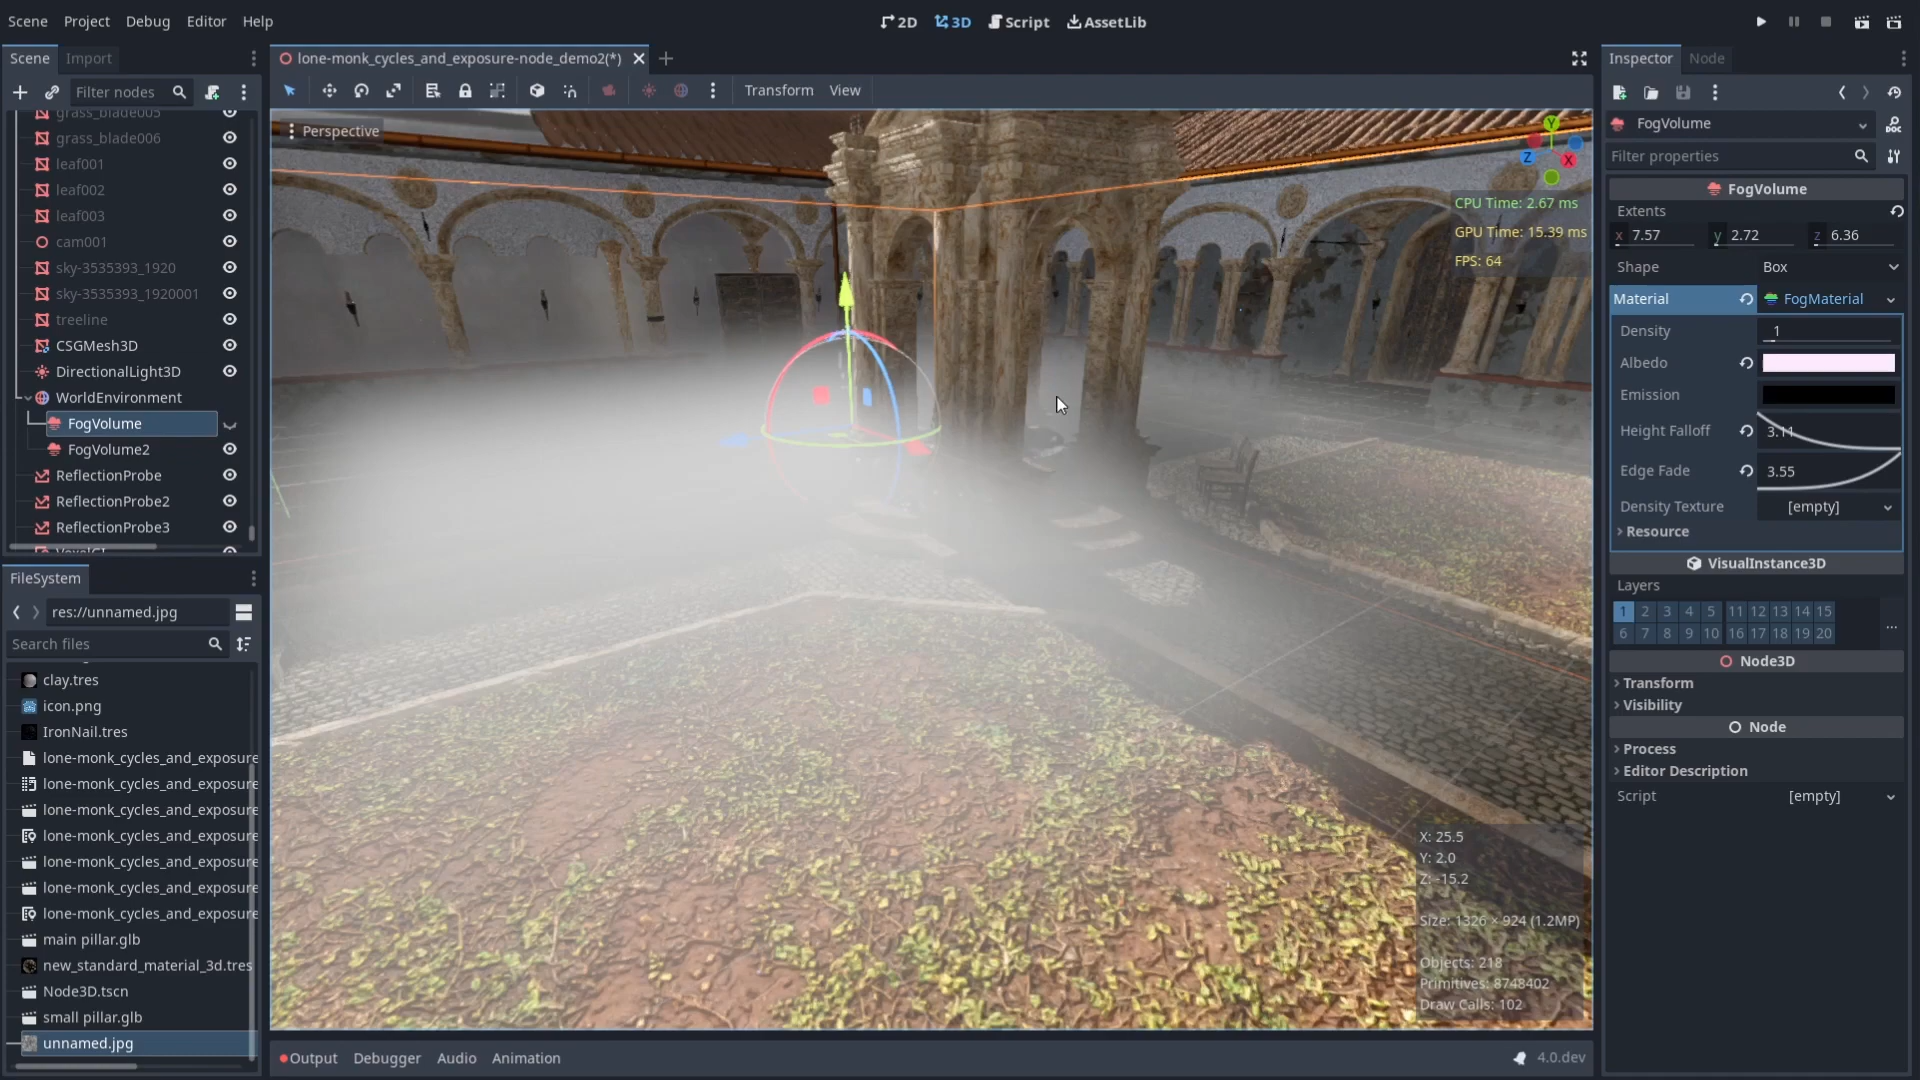 Scene Project Debug Editor Help
2D 3D Script AssetLib
Scene Import
Filter nodes
grass_blade005
grass_blade006
leaf001
leaf002
leaf003
cam001
sky-3535393_1920
sky-3535393_1920001
treeline
CSGMesh3D
DirectionalLight3D
WorldEnvironment
FogVolume
FogVolume2
ReflectionProbe
ReflectionProbe2
ReflectionProbe3
VoxelGI
FileSystem
res://unnamed.jpg
Search files
clay.tres
icon.png
IronNail.tres
lone-monk_cycles_and_exposure
lone-monk_cycles_and_exposure
lone-monk_cycles_and_exposure
lone-monk_cycles_and_exposure
lone-monk_cycles_and_exposure
lone-monk_cycles_and_exposure
lone-monk_cycles_and_exposure
main pillar.glb
new_standard_material_3d.tres
Node3D.tscn
small pillar.glb
unnamed.jpg
lone-monk_cycles_and_exposure-node_demo2(*)
Transform View
Perspective
Y
Z X
CPU Time: 2.67 ms
GPU Time: 15.39 ms
FPS: 64
X: 25.5
Y: 2.0
Z: -15.2
Size: 1326 × 924 (1.2MP)
Objects: 218
Primitives: 8748402
Draw Calls: 102
Output Debugger Audio Animation
4.0.dev
Inspector Node
FogVolume
Filter properties
FogVolume
Extents
x 7.57 y 2.72 z 6.36
Shape Box
Material FogMaterial
Density 1
Albedo
Emission
Height Falloff 3.11
Edge Fade 3.55
Density Texture [empty]
Resource
VisualInstance3D
Layers
1 2 3 4 5 11 12 13 14 15
6 7 8 9 10 16 17 18 19 20
...
Node3D
Transform
Visibility
Node
Process
Editor Description
Script [empty]